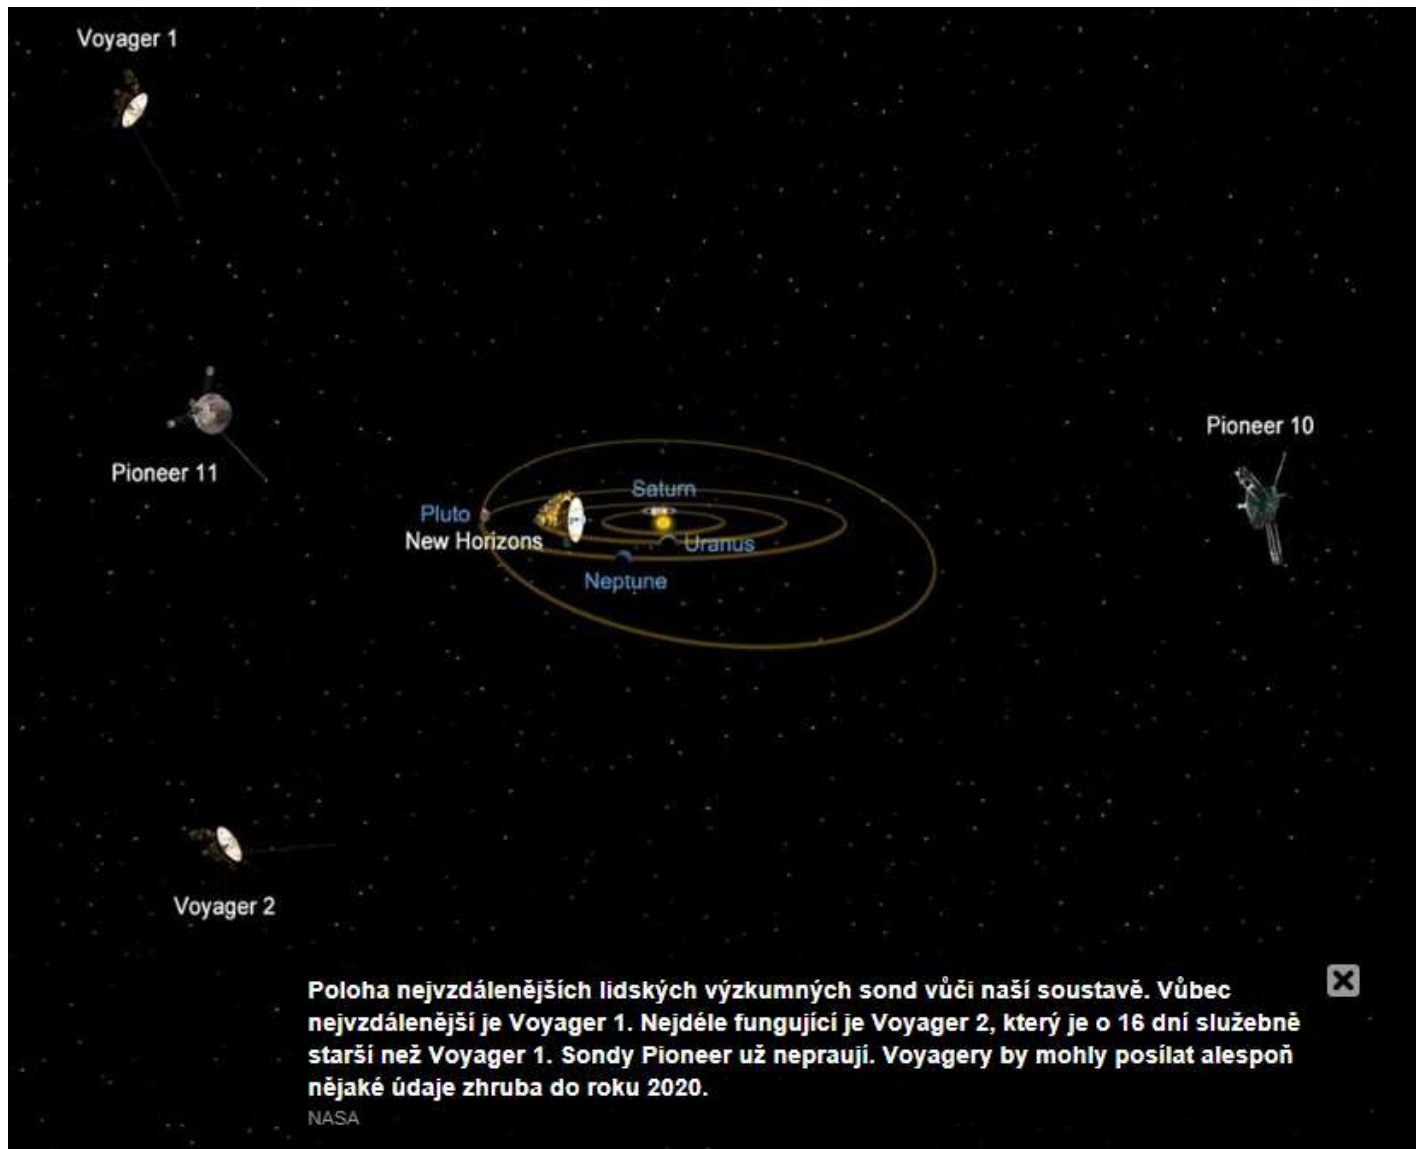 Voyager 1
Pioneer 10
Pioneer 11
Saturn
Pluto
New Horizons
Uranus
Neptune
Voyager 2
Poloha nejvzdálenějších lidských výzkumných sond vůči naší soustavě. Vůbec
nejvzdálenější je Voyager 1. Nejdéle fungující je Voyager 2, který je o 16 dní služebně
starší než Voyager 1. Sondy Pioneer už nepraují. Voyagery by mohly posílat alespoň
nějaké údaje zhruba do roku 2020.
NASA